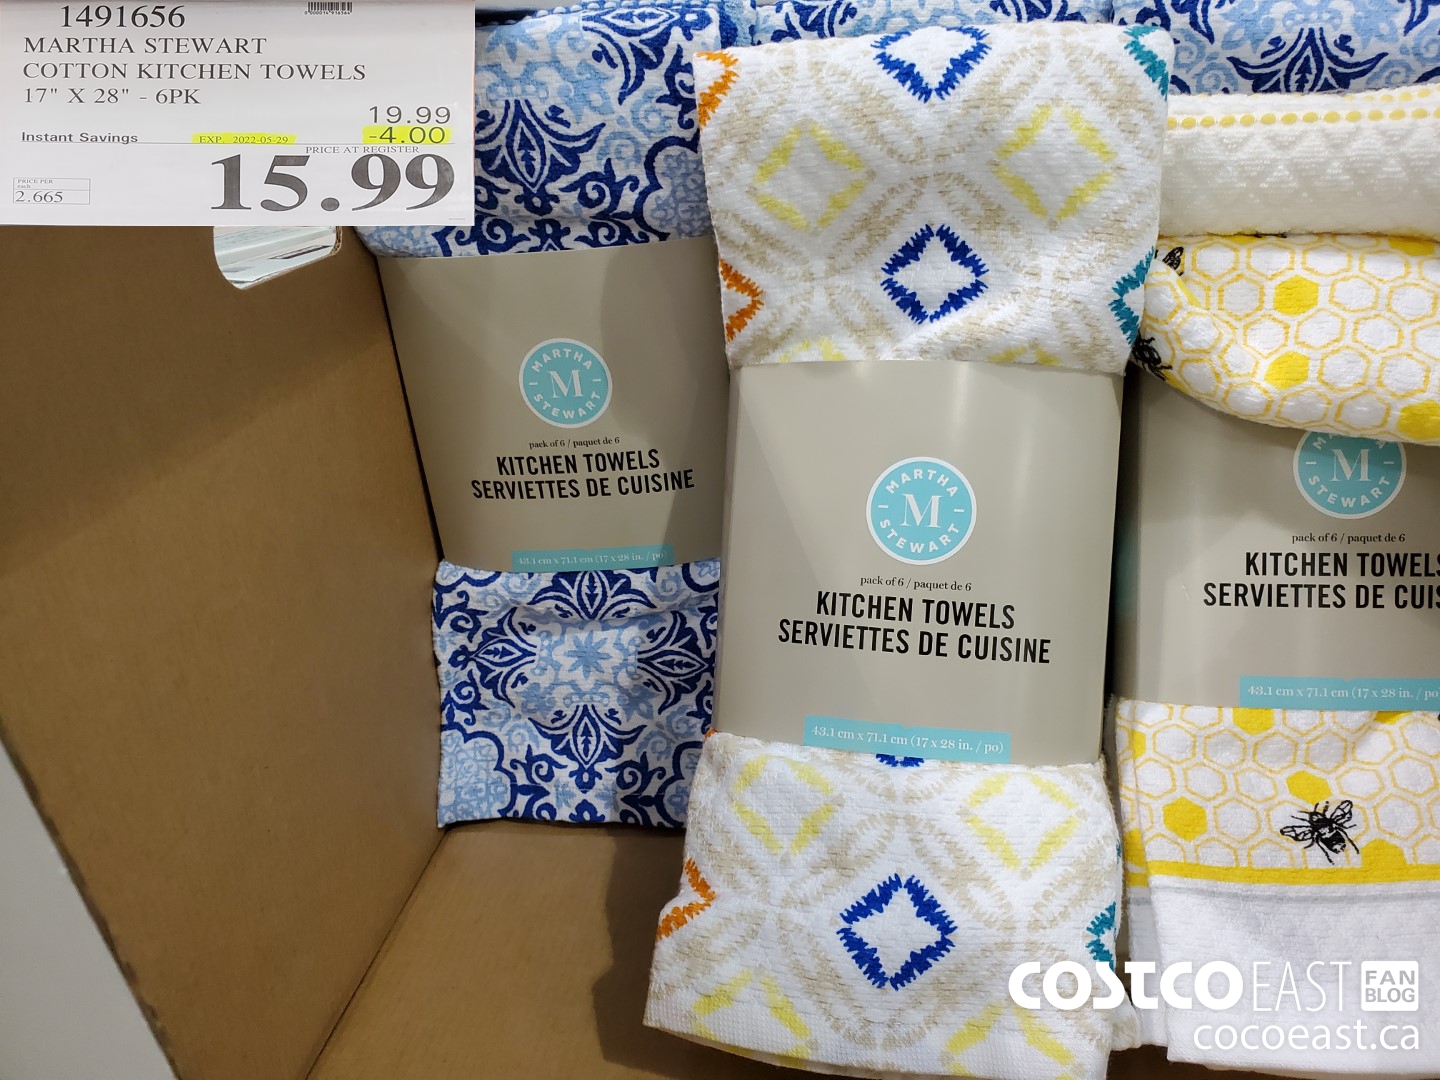 1491656
MARTHA STEWART
COTTON KITCHEN TOWELS
17" X 28" - 6PK
19.99
Instant Savings EXP. 2022-05-29 -4.00
PRICE AT REGISTER
15.99
PRICE PER
each
2.665
MARTHA
M
STEWART
pack of 6 / paquet de 6
KITCHEN TOWELS
SERVIETTES DE CUISINE
43.1 cm x 71.1 cm (17 x 28 in. / po)
MARTHA
M
STEWART
pack of 6 / paquet de 6
KITCHEN TOWELS
SERVIETTES DE CUISINE
43.1 cm x 71.1 cm (17 x 28 in. / po)
M
STEWART
pack of 6 / paquet de 6
KITCHEN TOWELS
SERVIETTES DE CUIS
43.1 cm x 71.1 cm (17 x 28 in. / po
COSTCO EAST FAN BLOG
cocoeast.ca